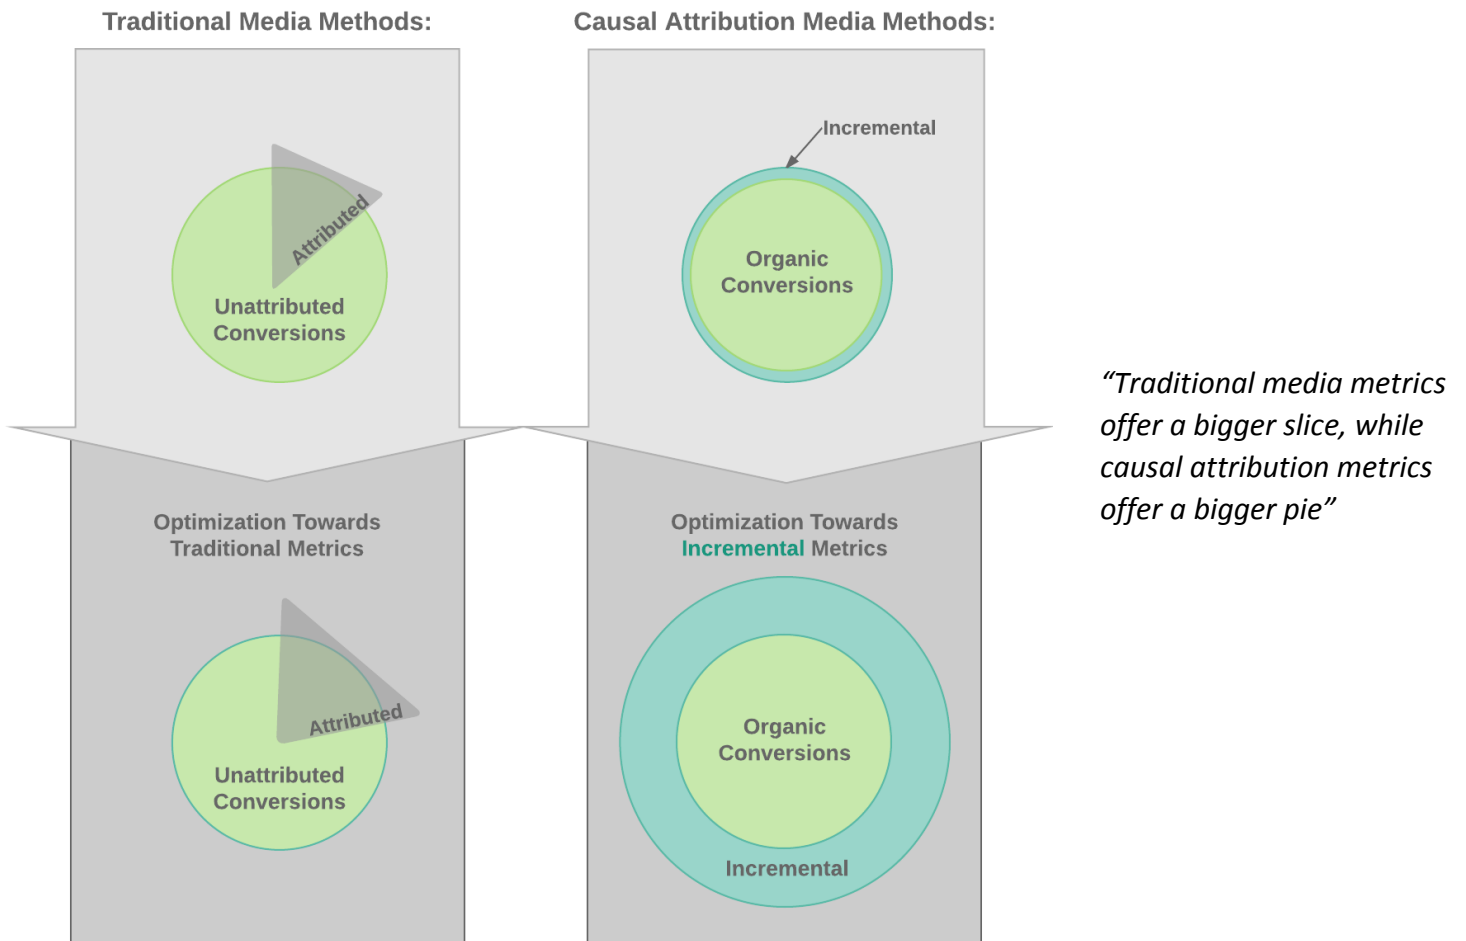 Traditional Media Methods:
Attributed
Unattributed
Conversions
Optimization Towards
Traditional Metrics
Attributed
Unattributed
Conversions
Causal Attribution Media Methods:
Incremental
Organic
Conversions
Optimization Towards
Incremental Metrics
Organic
Conversions
Incremental
“Traditional media metrics
offer a bigger slice, while
causal attribution metrics
offer a bigger pie”